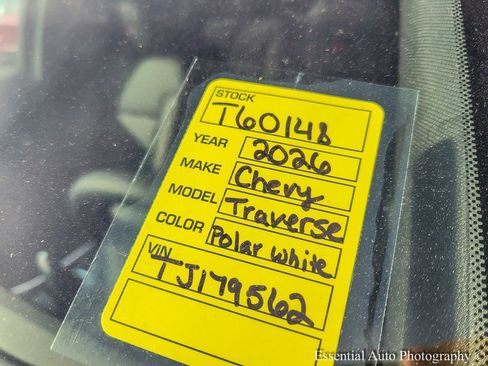 STOCK
T60148
YEAR 2026
MAKE Chevy
MODEL Traverse
COLOR Polar White
VIN
TJ179562
Essential Auto Photography ©